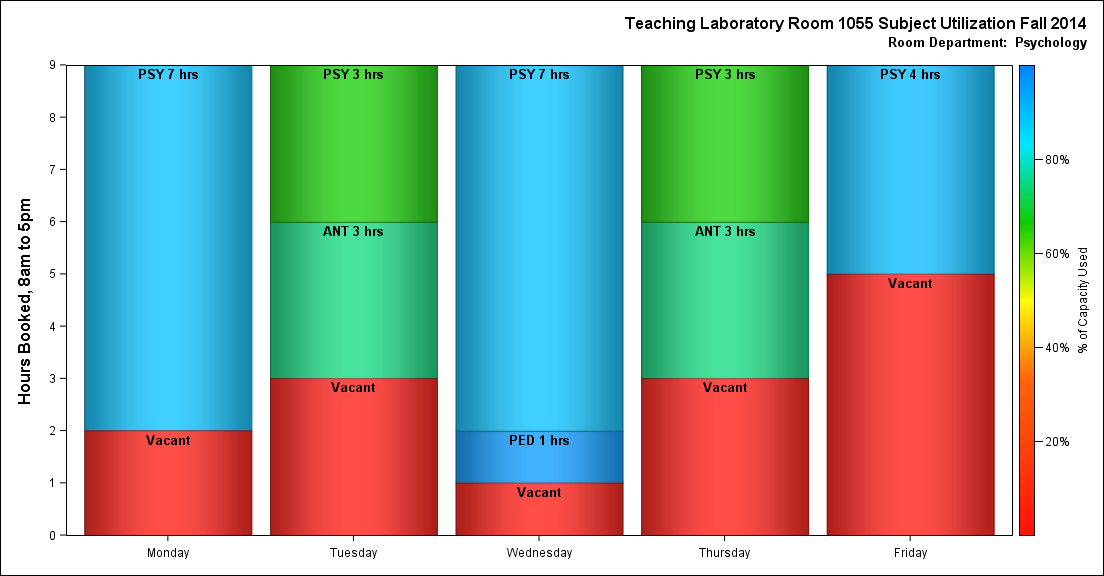 Teaching Laboratory Room 1055 Subject Utilization Fall 2014
Room Department:  Psychology
Hours Booked, 8am to 5pm
9
8
7
6
5
4
3
2
1
0
PSY 7 hrs
Vacant
PSY 3 hrs
ANT 3 hrs
Vacant
PSY 7 hrs
PED 1 hrs
Vacant
PSY 3 hrs
ANT 3 hrs
Vacant
PSY 4 hrs
Vacant
Monday
Tuesday
Wednesday
Thursday
Friday
80%
60%
40%
20%
% of Capacity Used